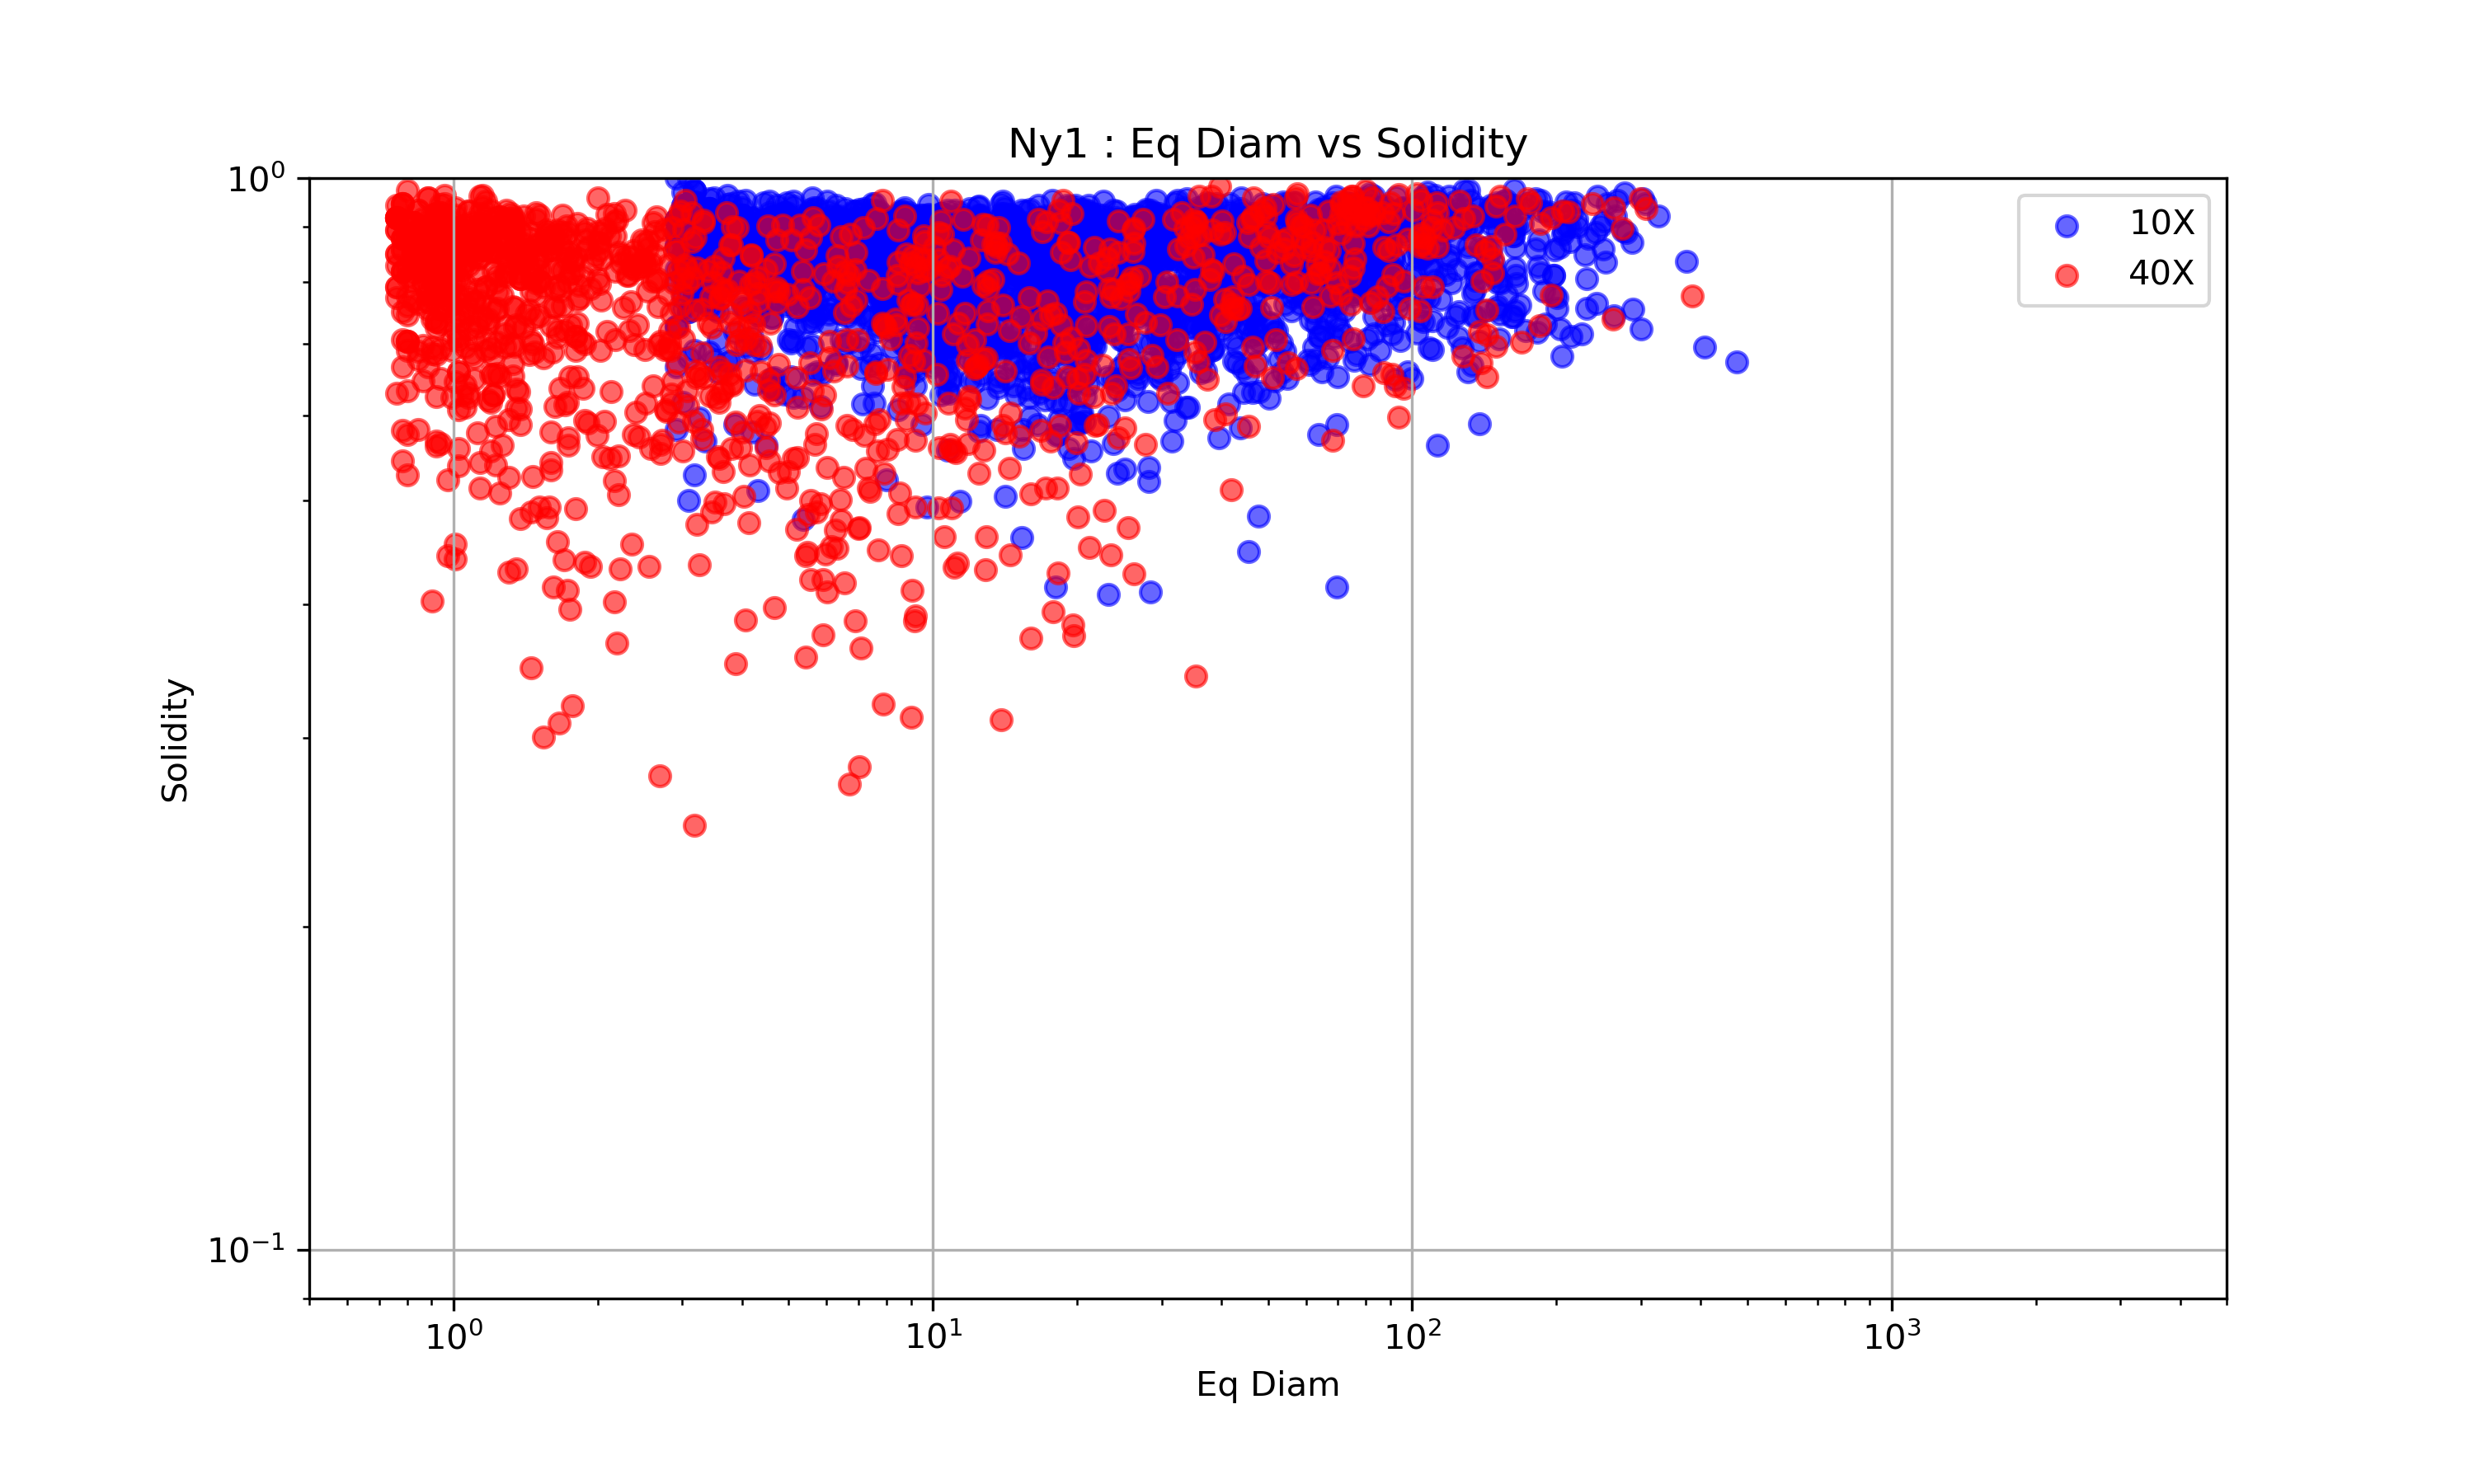 Ny1 : Eq Diam vs Solidity
10⁰
10X
40X
Solidity
10⁻¹
10⁰ 10¹ 10² 10³
Eq Diam